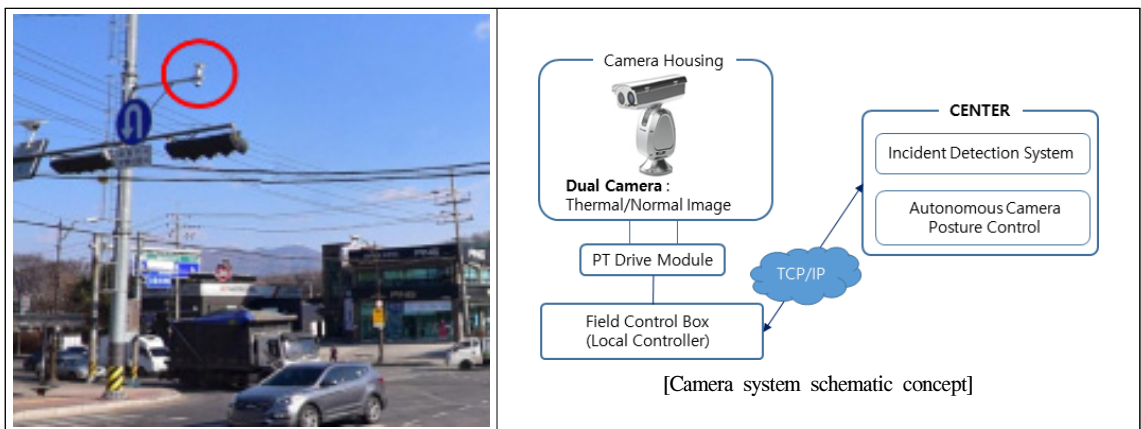 Camera Housing
Dual Camera :
Thermal/Normal Image
PT Drive Module
Field Control Box
(Local Controller)
TCP/IP
CENTER
Incident Detection System
Autonomous Camera
Posture Control
[Camera system schematic concept]